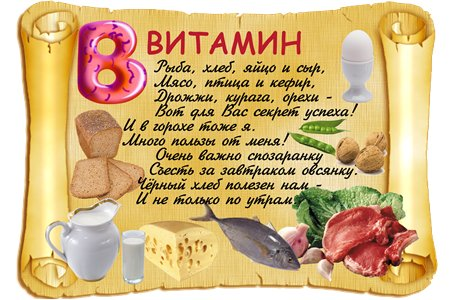 В ВИТАМИН
Рыба, хлеб, яйцо и сыр,
Мясо, птица и кефир,
Дрожжи, курага, орехи -
Вот для Вас секрет успеха!
И в горохе тоже я.
Много пользы от меня!
Очень важно спозаранку
Съесть за завтраком овсянку.
Чёрный хлеб полезен нам -
И не только по утрам